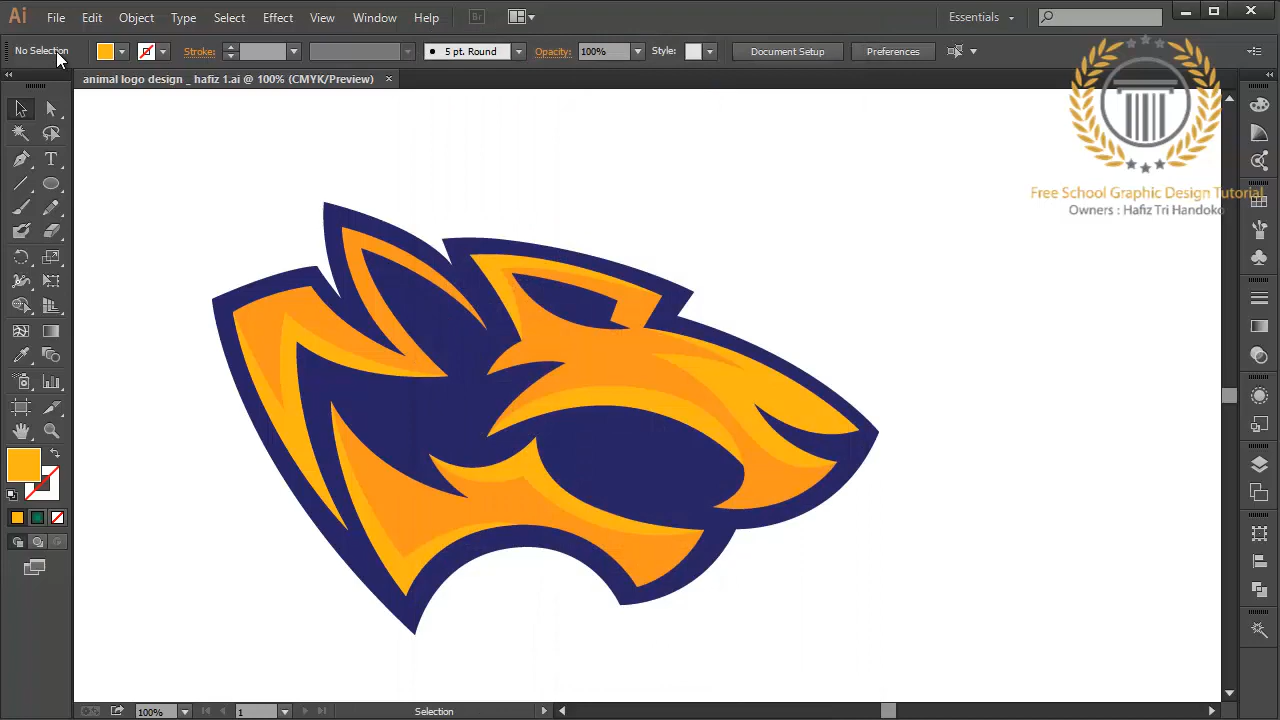 Ai File Edit Object Type Select Effect View Window Help Br Essentials
No Selection Stroke: 5 pt. Round Opacity: 100% Style: Document Setup Preferences
animal logo design _ hafiz 1.ai @ 100% (CMYK/Preview)
Free School Graphic Design Tutorial
Owners : Hafiz Tri Handoko
100% 1 Selection